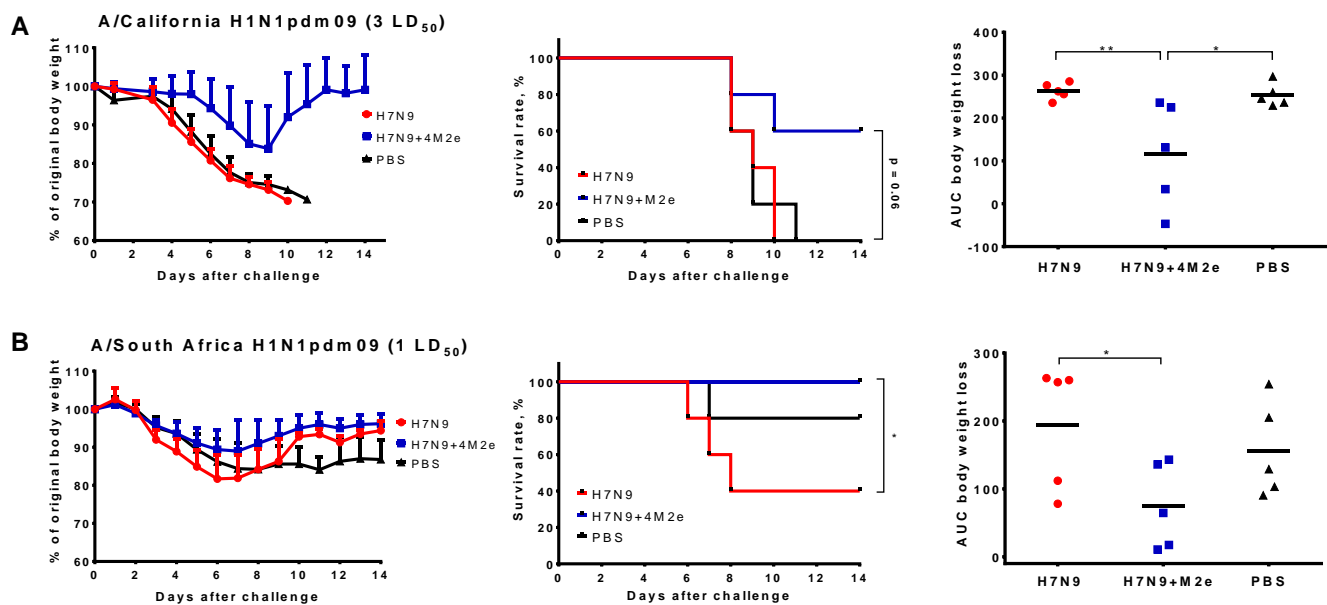 A
A/California H1N1pdm09 (3 LD50)
% of original body weight
110
100
90
80
70
60
0 2 4 6 8 10 12 14
Days after challenge
H7N9
H7N9+4M2e
PBS
Survival rate, %
100
80
60
40
20
0
0 2 4 6 8 10 12 14
Days after challenge
H7N9
H7N9+M2e
PBS
p = 0.06
AUC body weight loss
400
300
200
100
0
-100
** *
H7N9 H7N9+4M2e PBS
B
A/South Africa H1N1pdm09 (1 LD50)
% of original body weight
110
100
90
80
70
60
0 2 4 6 8 10 12 14
Days after challenge
H7N9
H7N9+4M2e
PBS
Survival rate, %
100
80
60
40
20
0
0 2 4 6 8 10 12 14
Days after challenge
H7N9
H7N9+4M2e
PBS
*
AUC body weight loss
300
200
100
0
*
H7N9 H7N9+M2e PBS